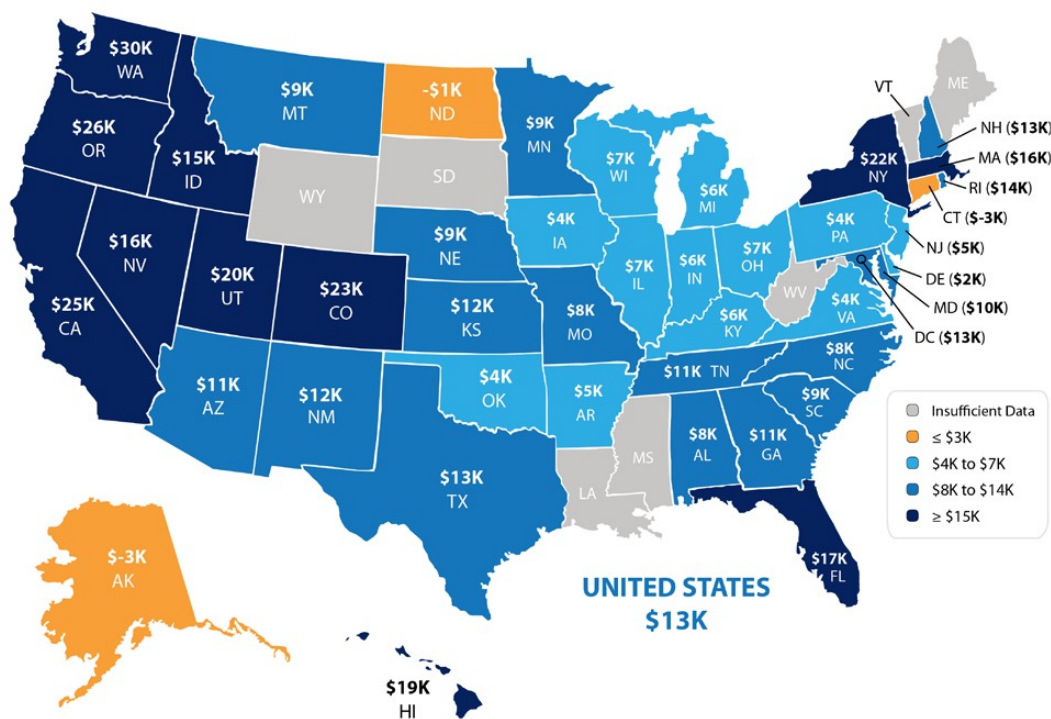 $30K
WA
$26K
OR
$15K
ID
$9K
MT
-$1K
ND
$9K
MN
SD
WY
$7K
WI
$6K
MI
$22K
NY
VT
ME
NH ($13K)
MA ($16K)
RI ($14K)
CT ($-3K)
NJ ($5K)
DE ($2K)
MD ($10K)
DC ($13K)
$16K
NV
$20K
UT
$23K
CO
$25K
CA
$9K
NE
$4K
IA
$12K
KS
$8K
MO
$7K
IL
$6K
IN
$7K
OH
$4K
PA
WV
$4K
VA
$6K
KY
$11K TN
$8K
NC
$9K
SC
$11K
AZ
$12K
NM
$4K
OK
$5K
AR
$13K
TX
LA
MS
$8K
AL
$11K
GA
$17K
FL
Insufficient Data
≤ $3K
$4K to $7K
$8K to $14K
≥ $15K
$-3K
AK
$19K
HI
UNITED STATES
$13K